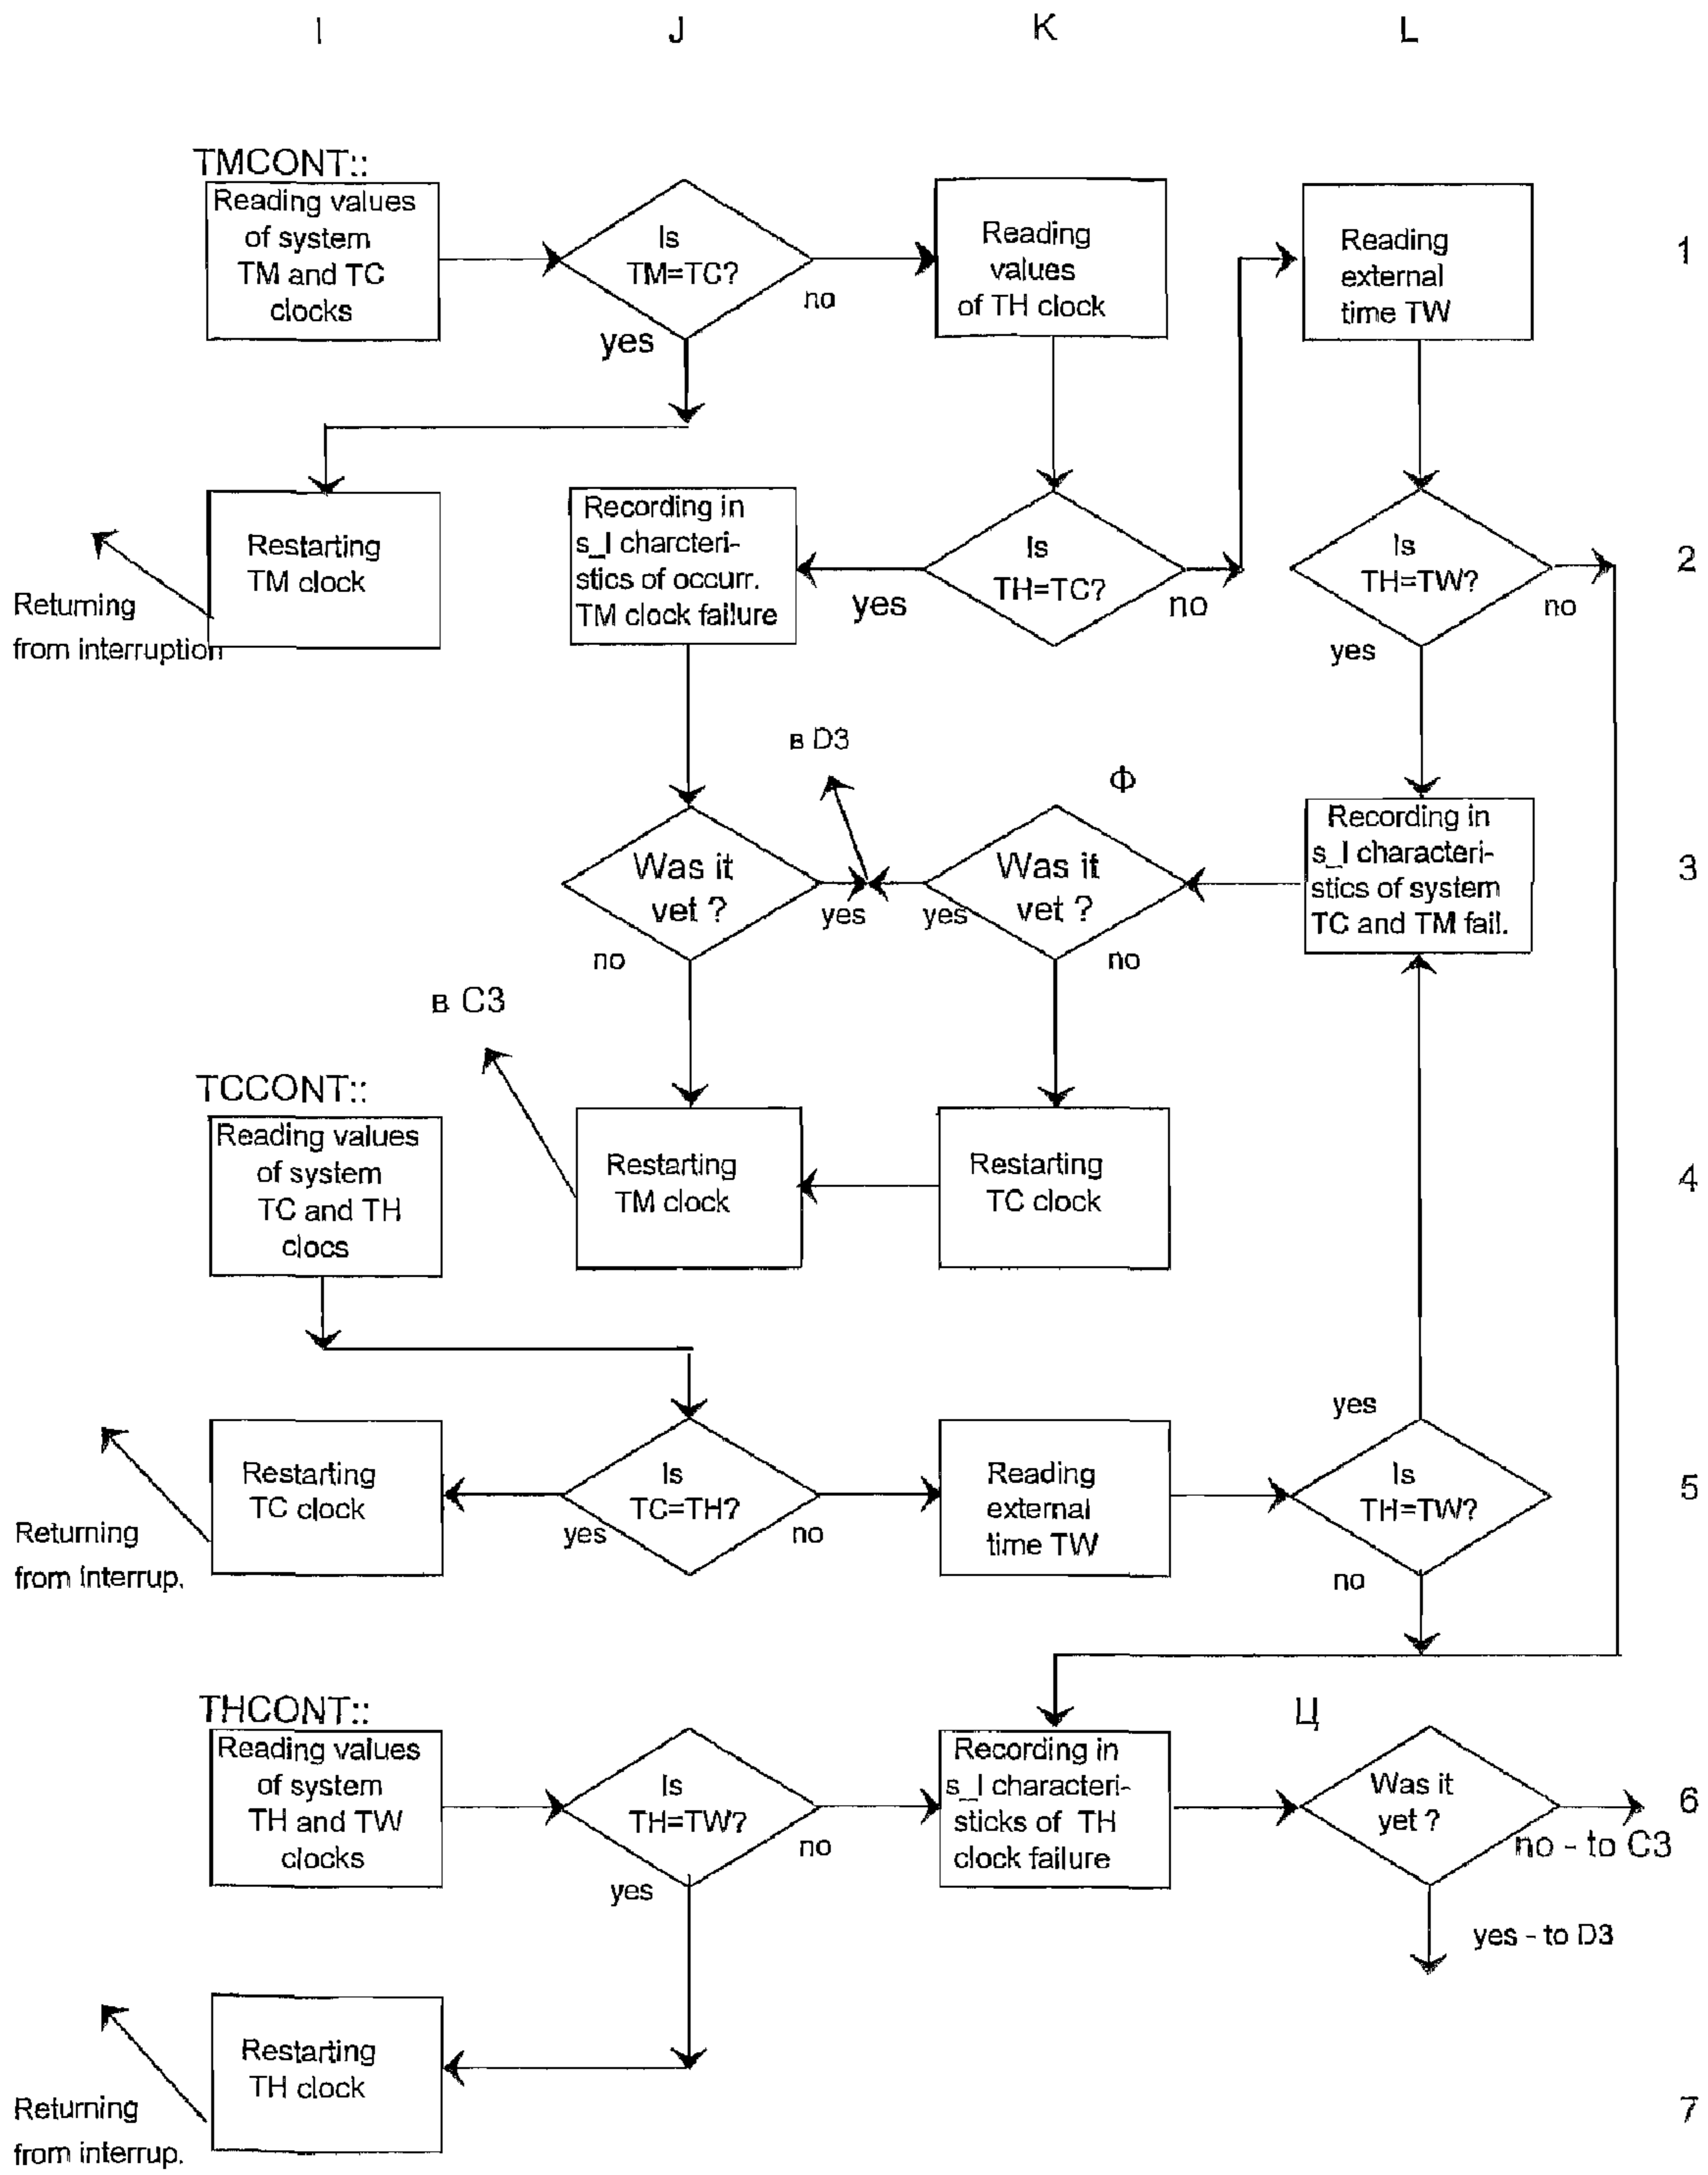 I J K L
TMCONT::
Reading values
of system
TM and TC
clocks
Is
TM=TC?
no
yes
Reading
values
of TH clock
Reading
external
time TW
1
Restarting
TM clock
Returning
from interruption
Recording in
s_l charcteri-
stics of occurr.
TM clock failure
yes
Is
TH=TC?
no
Is
TH=TW?
no
yes
2
в D3
Ф
Was it
vet ?
yes
no
Was it
vet ?
yes
no
Recording in
s_l characteri-
stics of system
TC and TM fail.
3
в C3
TCCONT::
Reading values
of system
TC and TH
clocs
Restarting
TM clock
Restarting
TC clock
4
Restarting
TC clock
Returning
from interrup.
Is
TC=TH?
yes
no
Reading
external
time TW
yes
Is
TH=TW?
no
5
THCONT::
Reading values
of system
TH and TW
clocks
Is
TH=TW?
no
yes
Recording in
s_l characteri-
sticks of TH
clock failure
Ц
Was it
yet ?
no - to C3
yes - to D3
6
Restarting
TH clock
Returning
from interrup.
7